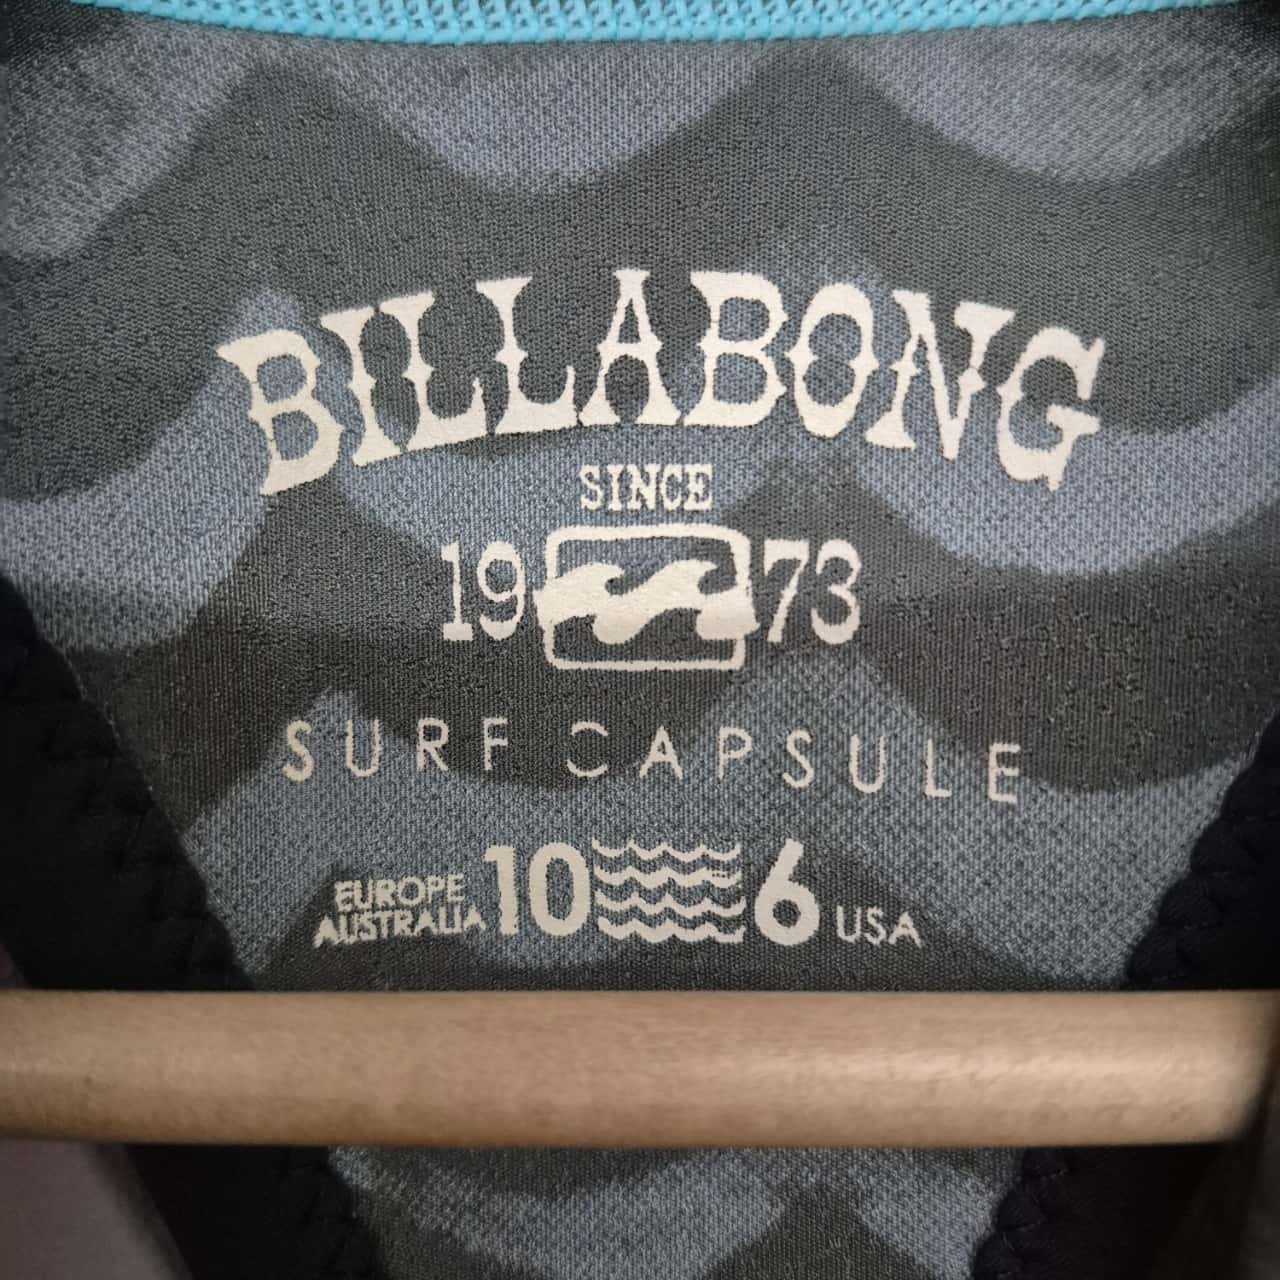 BILLABONG
SINCE
19 73
SURF CAPSULE
EUROPE
AUSTRALIA 10 6 USA